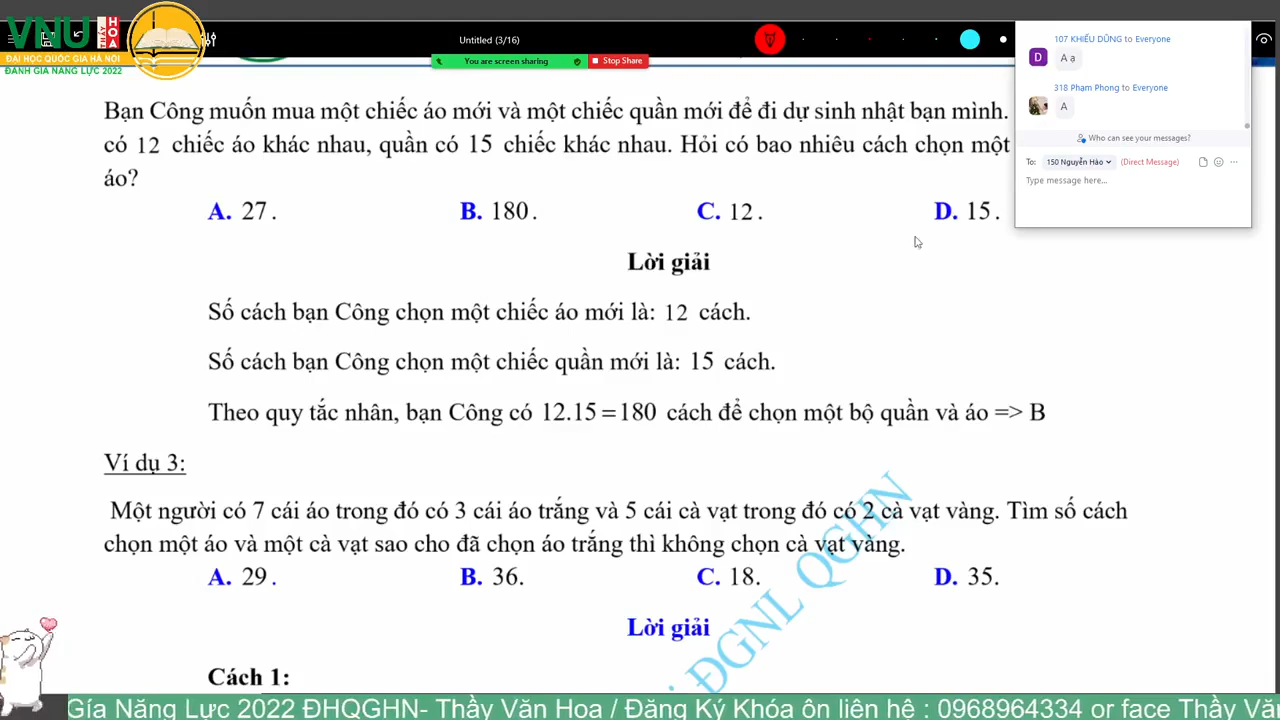 VNU HOA THẦY
ĐẠI HỌC QUỐC GIA HÀ NỘI
ĐÁNH GIÁ NĂNG LỰC 2022
Untitled (3/16)
You are screen sharing Stop Share
107 KHIẾU DŨNG to Everyone
D A ạ
318 Phạm Phong to Everyone
A
Who can see your messages?
To: 150 Nguyễn Hảo (Direct Message)
Type message here...
Bạn Công muốn mua một chiếc áo mới và một chiếc quần mới để đi dự sinh nhật bạn mình.
có 12 chiếc áo khác nhau, quần có 15 chiếc khác nhau. Hỏi có bao nhiêu cách chọn một
áo?
A. 27. B. 180. C. 12. D. 15.
Lời giải
Số cách bạn Công chọn một chiếc áo mới là: 12 cách.
Số cách bạn Công chọn một chiếc quần mới là: 15 cách.
Theo quy tắc nhân, bạn Công có 12.15 = 180 cách để chọn một bộ quần và áo => B
Ví dụ 3:
Một người có 7 cái áo trong đó có 3 cái áo trắng và 5 cái cà vạt trong đó có 2 cà vạt vàng. Tìm số cách
chọn một áo và một cà vạt sao cho đã chọn áo trắng thì không chọn cà vạt vàng.
A. 29. B. 36. C. 18. D. 35.
Lời giải
Cách 1:
ĐGNL QGHN
Gía Năng Lực 2022 ĐHQGHN- Thầy Văn Hoa / Đăng Ký Khóa ôn liên hệ : 0968964334 or face Thầy Vă